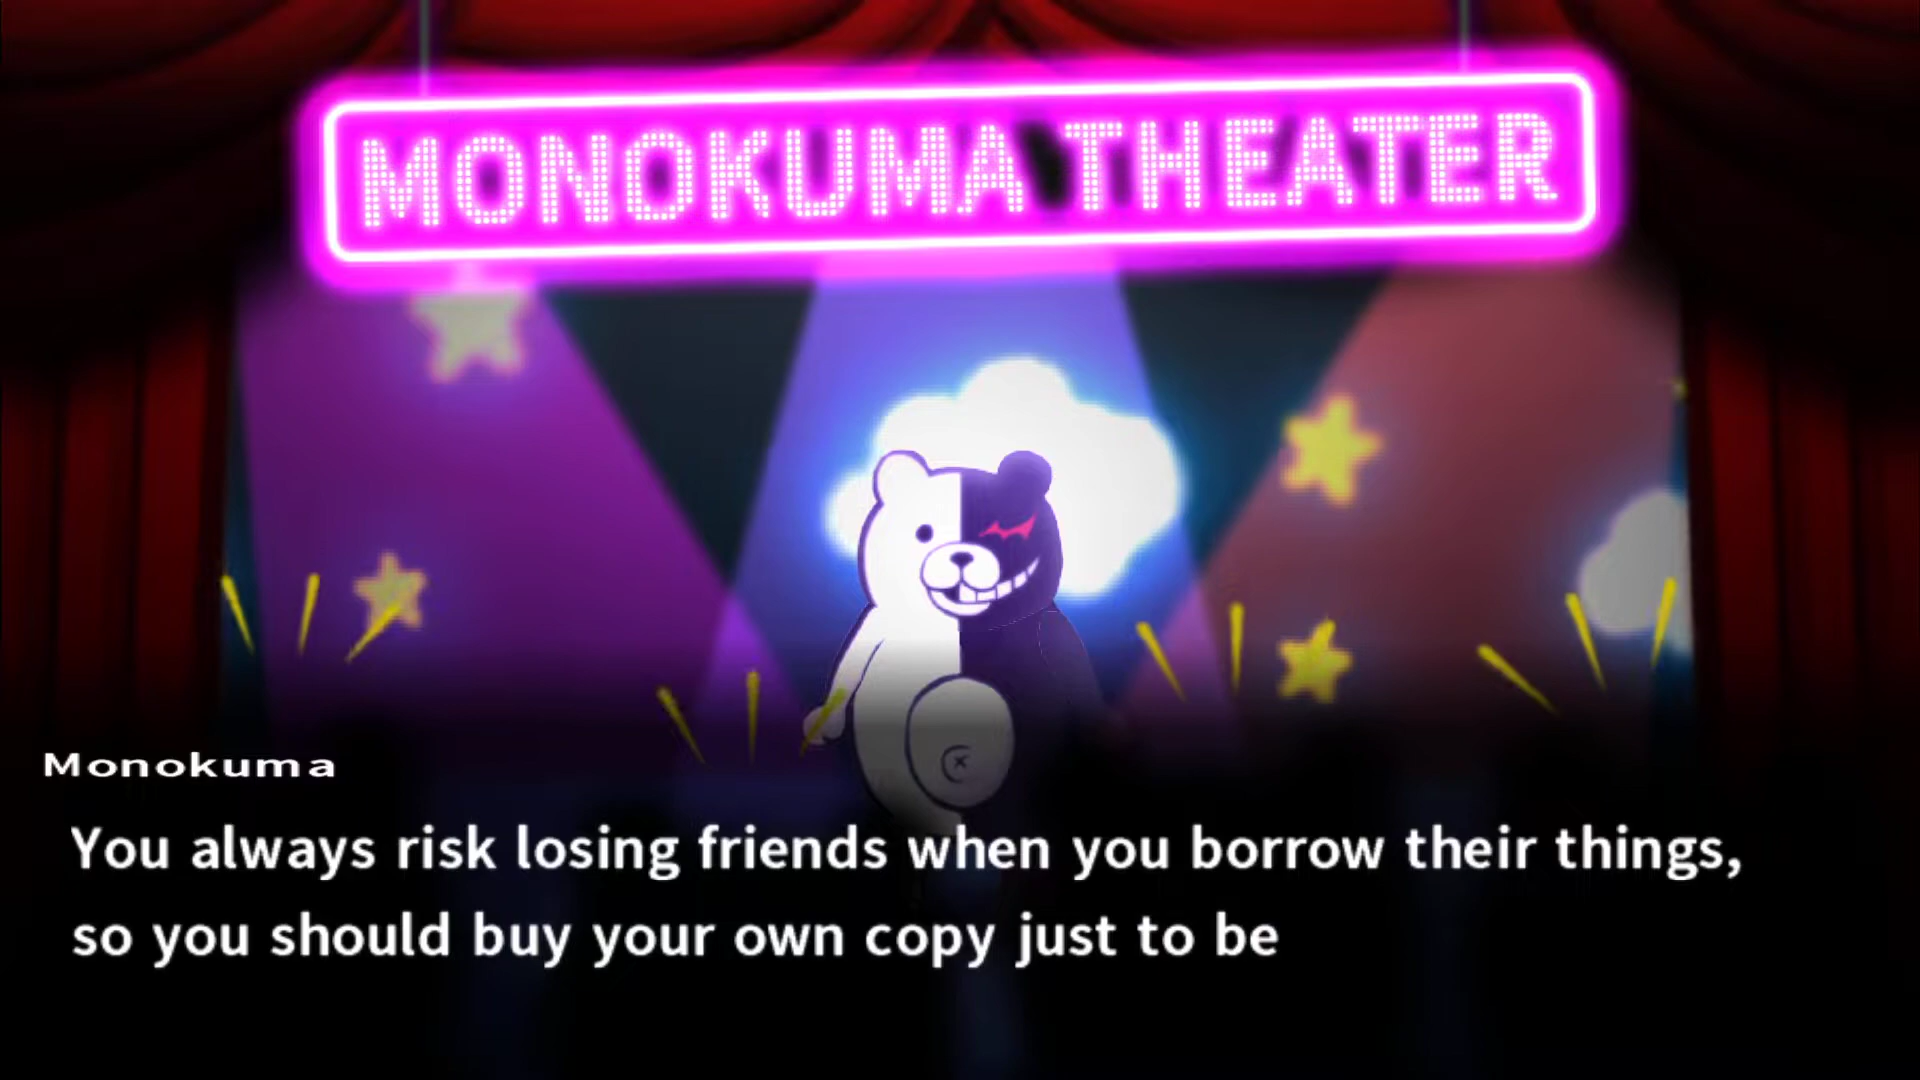 MONOKUMA THEATER
Monokuma
You always risk losing friends when you borrow their things,
so you should buy your own copy just to be